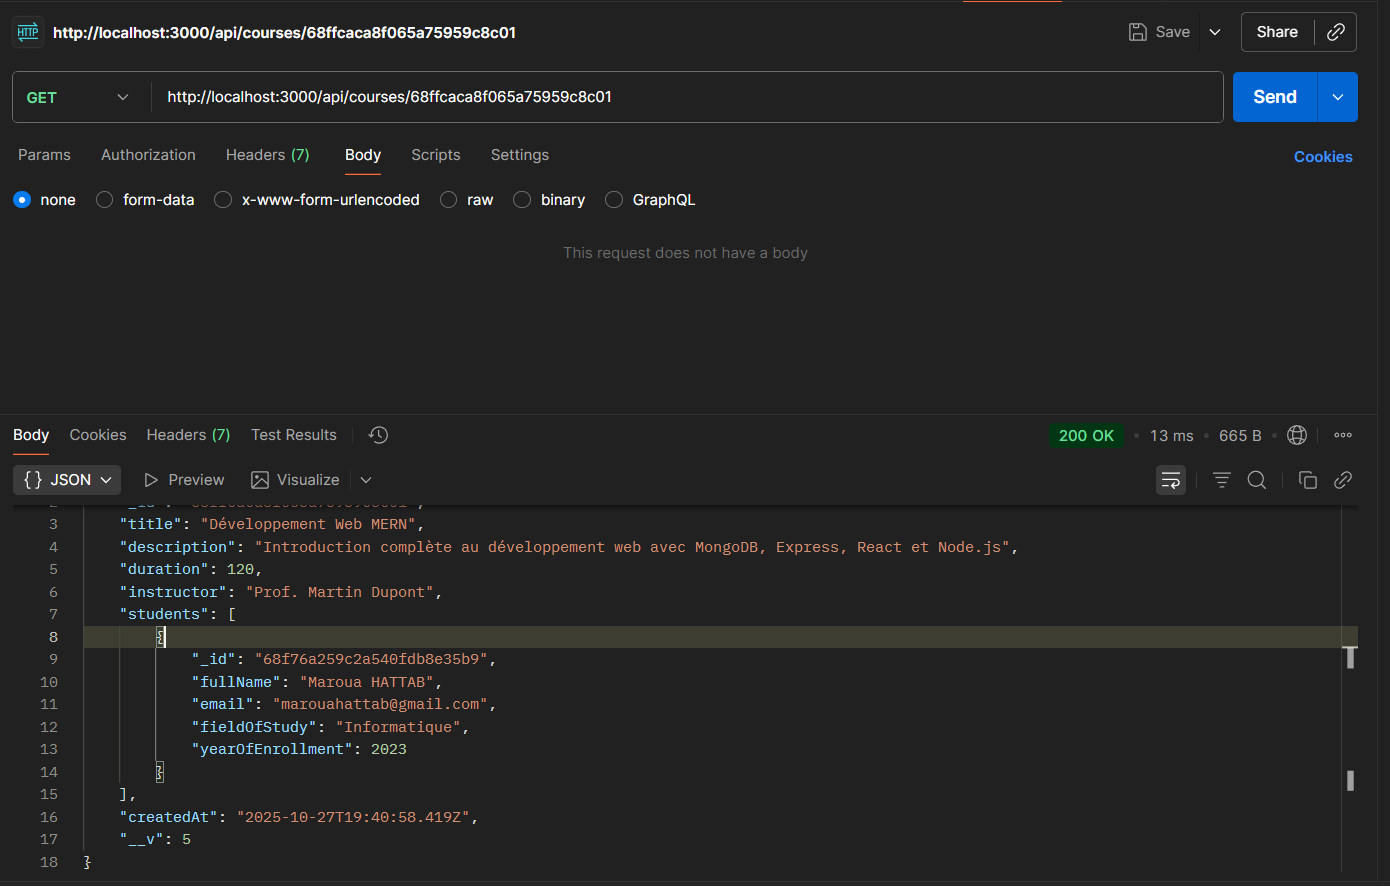 HTTP http://localhost:3000/api/courses/68ffcaca8f065a75959c8c01 Save Share
GET http://localhost:3000/api/courses/68ffcaca8f065a75959c8c01 Send
Params Authorization Headers (7) Body Scripts Settings Cookies
none form-data x-www-form-urlencoded raw binary GraphQL
This request does not have a body
Body Cookies Headers (7) Test Results 200 OK • 13 ms • 665 B
{} JSON Preview Visualize
3 "title": "Développement Web MERN",
4 "description": "Introduction complète au développement web avec MongoDB, Express, React et Node.js",
5 "duration": 120,
6 "instructor": "Prof. Martin Dupont",
7 "students": [
8 {
9 "_id": "68f76a259c2a540fdb8e35b9",
10 "fullName": "Maroua HATTAB",
11 "email": "marouahattab@gmail.com",
12 "fieldOfStudy": "Informatique",
13 "yearOfEnrollment": 2023
14 }
15 ],
16 "createdAt": "2025-10-27T19:40:58.419Z",
17 "__v": 5
18 }